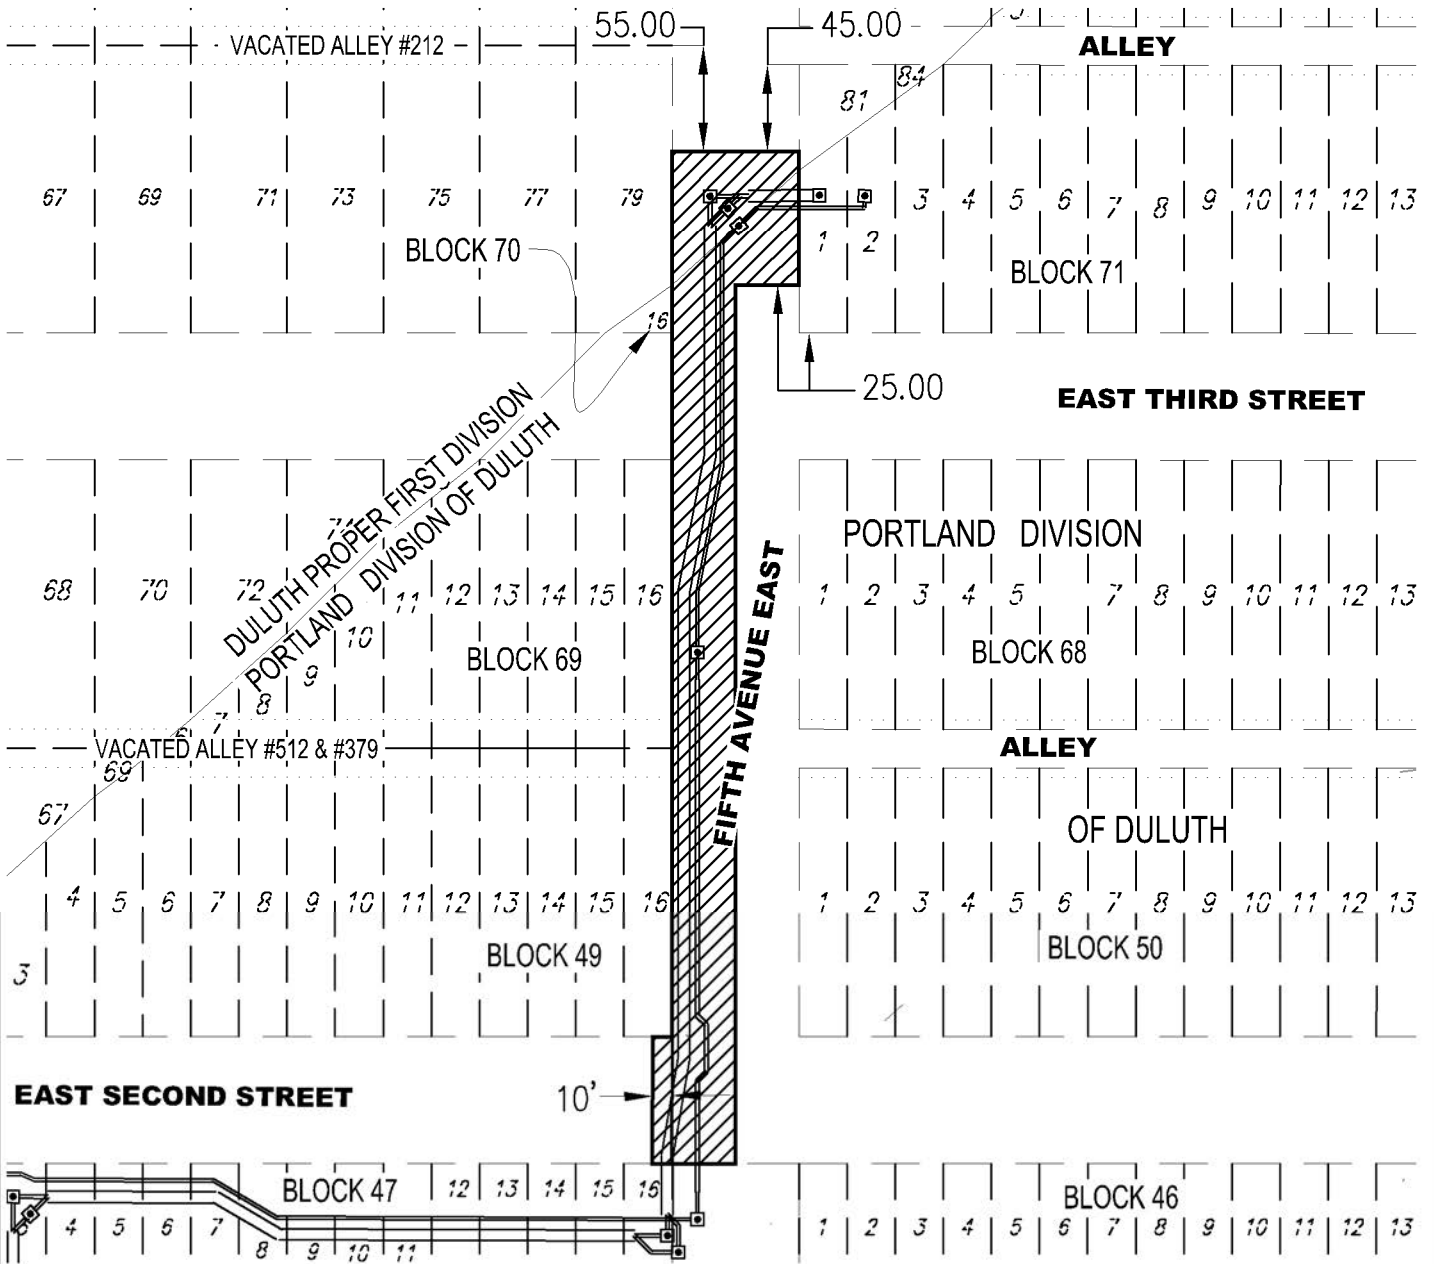 55.00
45.00
VACATED ALLEY #212
ALLEY
84
81
67 69 71 73 75 77 79
3 4 5 6 7 8 9 10 11 12 13
1 2
BLOCK 70
BLOCK 71
16
25.00
EAST THIRD STREET
DULUTH PROPER FIRST DIVISION
PORTLAND DIVISION OF DULUTH
PORTLAND DIVISION
68 70 72 74
11 12 13 14 15 16
10
9
8
7
6
1 2 3 4 5 7 8 9 10 11 12 13
BLOCK 69
BLOCK 68
FIFTH AVENUE EAST
VACATED ALLEY #512 & #379
ALLEY
69
67
OF DULUTH
4 5 6 7 8 9 10 11 12 13 14 15 16
1 2 3 4 5 6 7 8 9 10 11 12 13
3
BLOCK 49
BLOCK 50
EAST SECOND STREET
10'
BLOCK 47
12 13 14 15 16
BLOCK 46
4 5 6 7 8 9 10 11
1 2 3 4 5 6 7 8 9 10 11 12 13